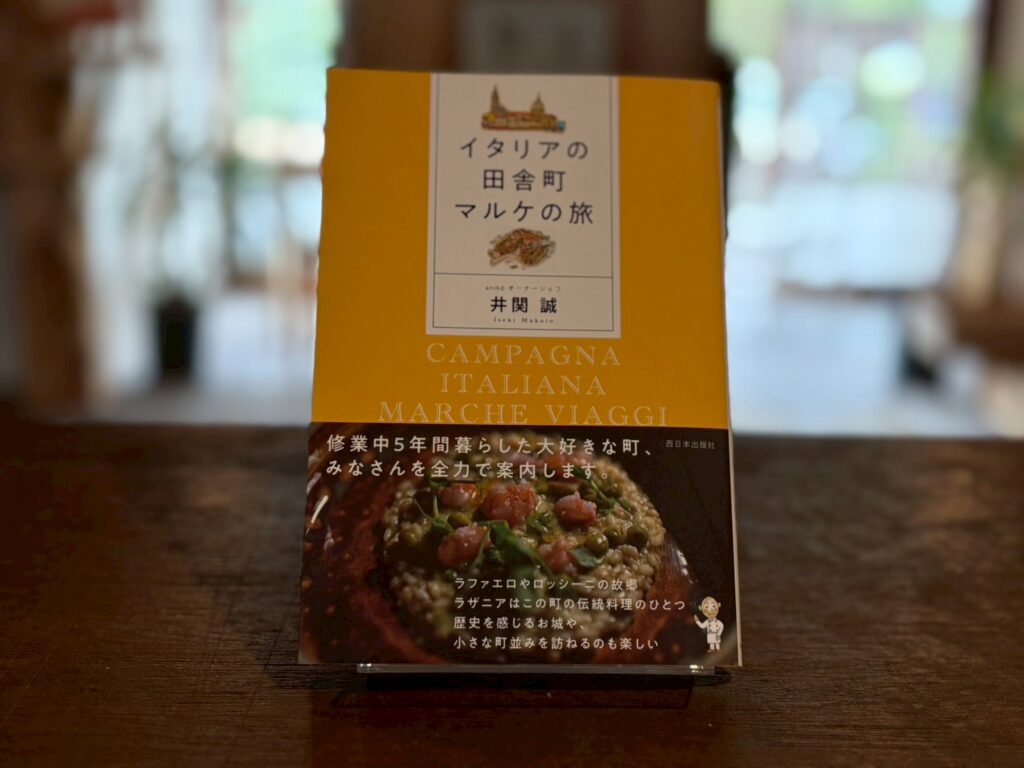 イタリアの
田舎町
マルケの旅
anikò オーナーシェフ
井関 誠
Iseki Makoto
CAMPAGNA
ITALIANA
MARCHE VIAGGI
修業中5年間暮らした大好きな町、
みなさんを全力で案内します。
西日本出版社
ラファエロやロッシーニの故郷
ラザニアはこの町の伝統料理のひとつ
歴史を感じるお城や、
小さな町並みを訪ねるのも楽しい